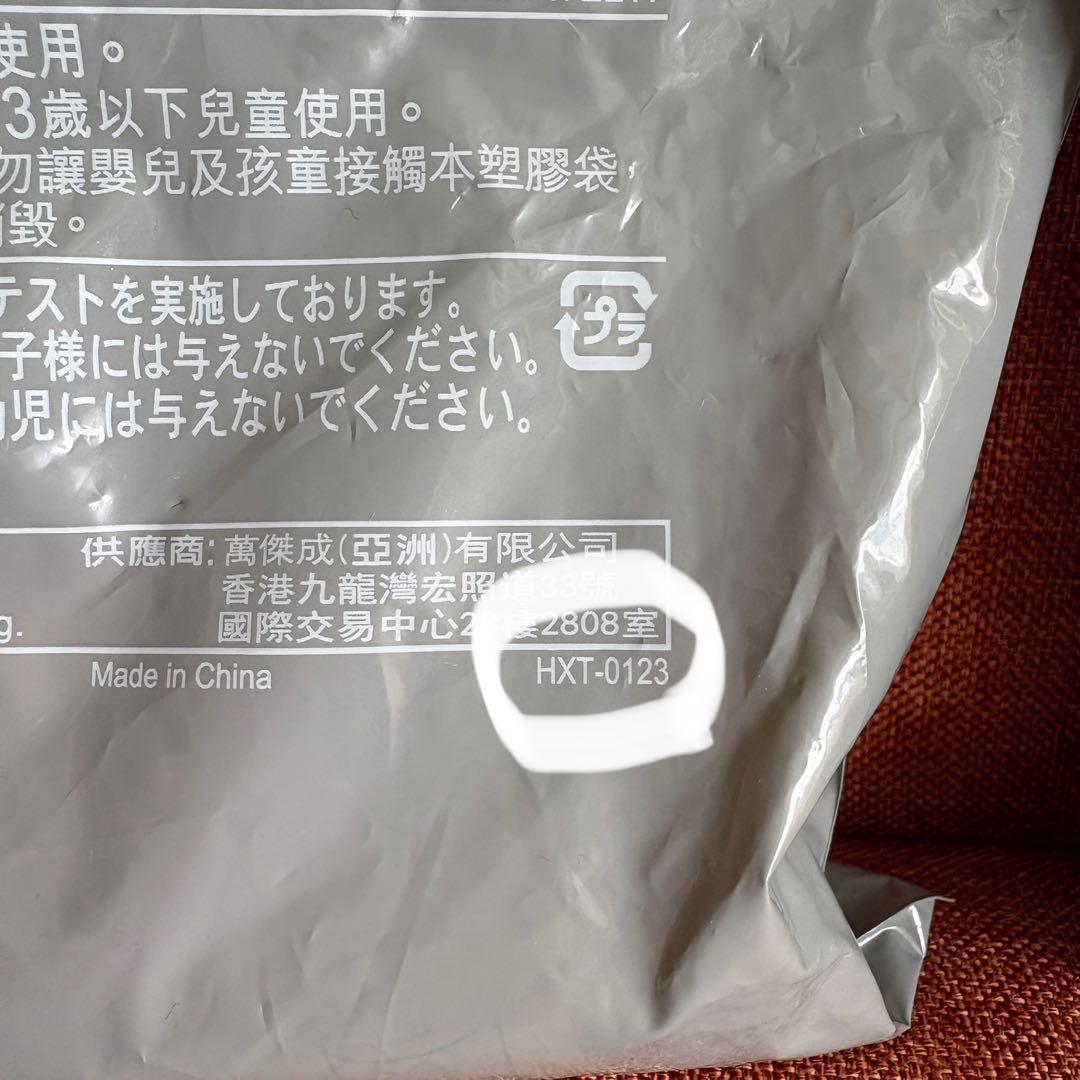 使用。
3歲以下兒童使用。
勿讓嬰兒及孩童接觸本塑膠袋，
毀。
テストを実施しております。
プラ
子様には与えないでください。
児には与えないでください。
供應商: 萬傑成(亞洲)有限公司
香港九龍灣宏照道33號
國際交易中心28樓2808室
g.
Made in China
HXT-0123